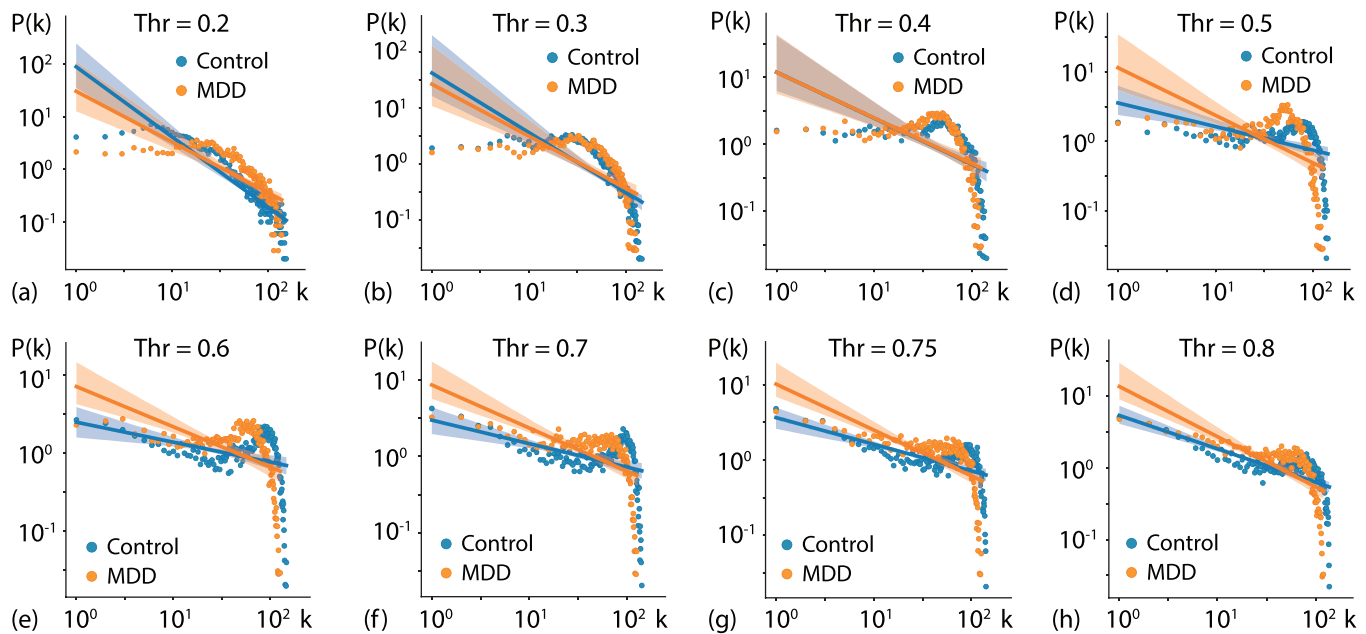 P(k) Thr = 0.2
Control
MDD
10² 10¹ 10⁰ 10⁻¹
(a) 10⁰ 10¹ 10² k
P(k) Thr = 0.3
Control
MDD
10² 10¹ 10⁰ 10⁻¹
(b) 10⁰ 10¹ 10² k
P(k) Thr = 0.4
Control
MDD
10¹ 10⁰ 10⁻¹
(c) 10⁰ 10¹ 10² k
P(k) Thr = 0.5
Control
MDD
10¹ 10⁰ 10⁻¹
(d) 10⁰ 10¹ 10² k
P(k) Thr = 0.6
10¹ 10⁰ 10⁻¹
Control
MDD
(e) 10⁰ 10¹ 10² k
P(k) Thr = 0.7
10¹ 10⁰ 10⁻¹
Control
MDD
(f) 10⁰ 10¹ 10² k
P(k) Thr = 0.75
10¹ 10⁰ 10⁻¹
Control
MDD
(g) 10⁰ 10¹ 10² k
P(k) Thr = 0.8
10¹ 10⁰ 10⁻¹
Control
MDD
(h) 10⁰ 10¹ 10² k